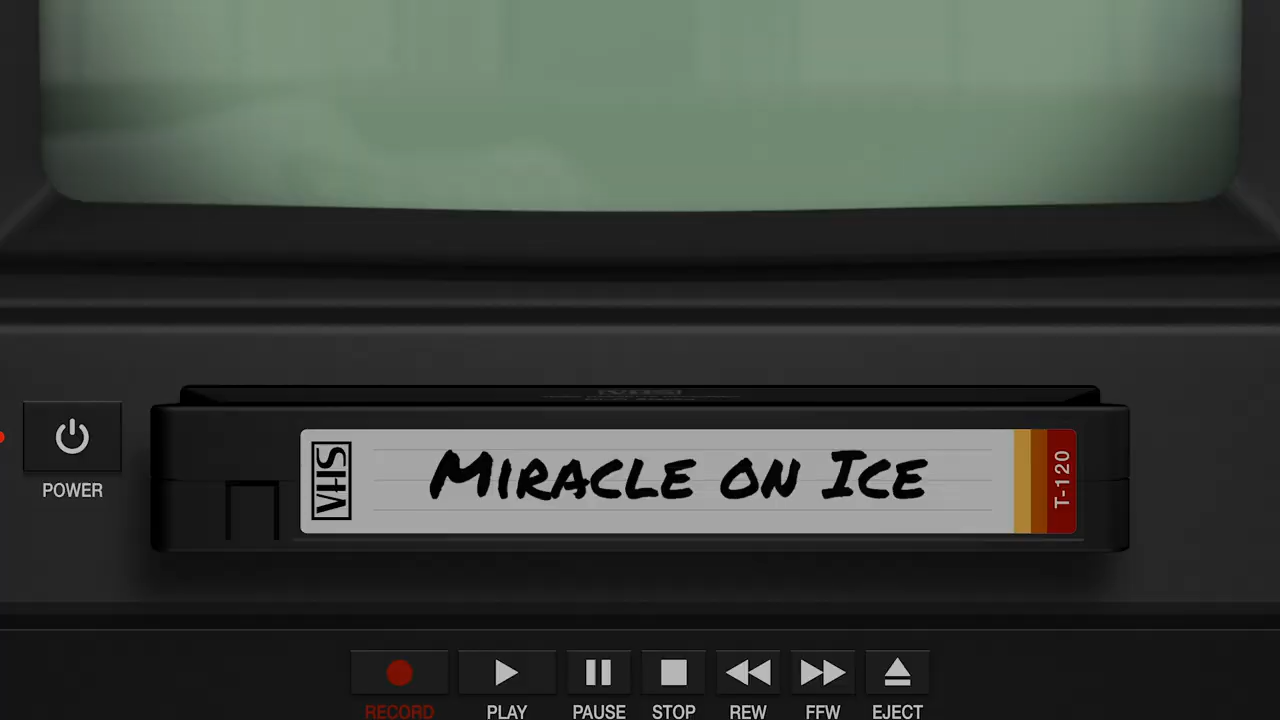 POWER
VHS
Miracle on Ice
T-120
RECORD PLAY PAUSE STOP REW FFW EJECT